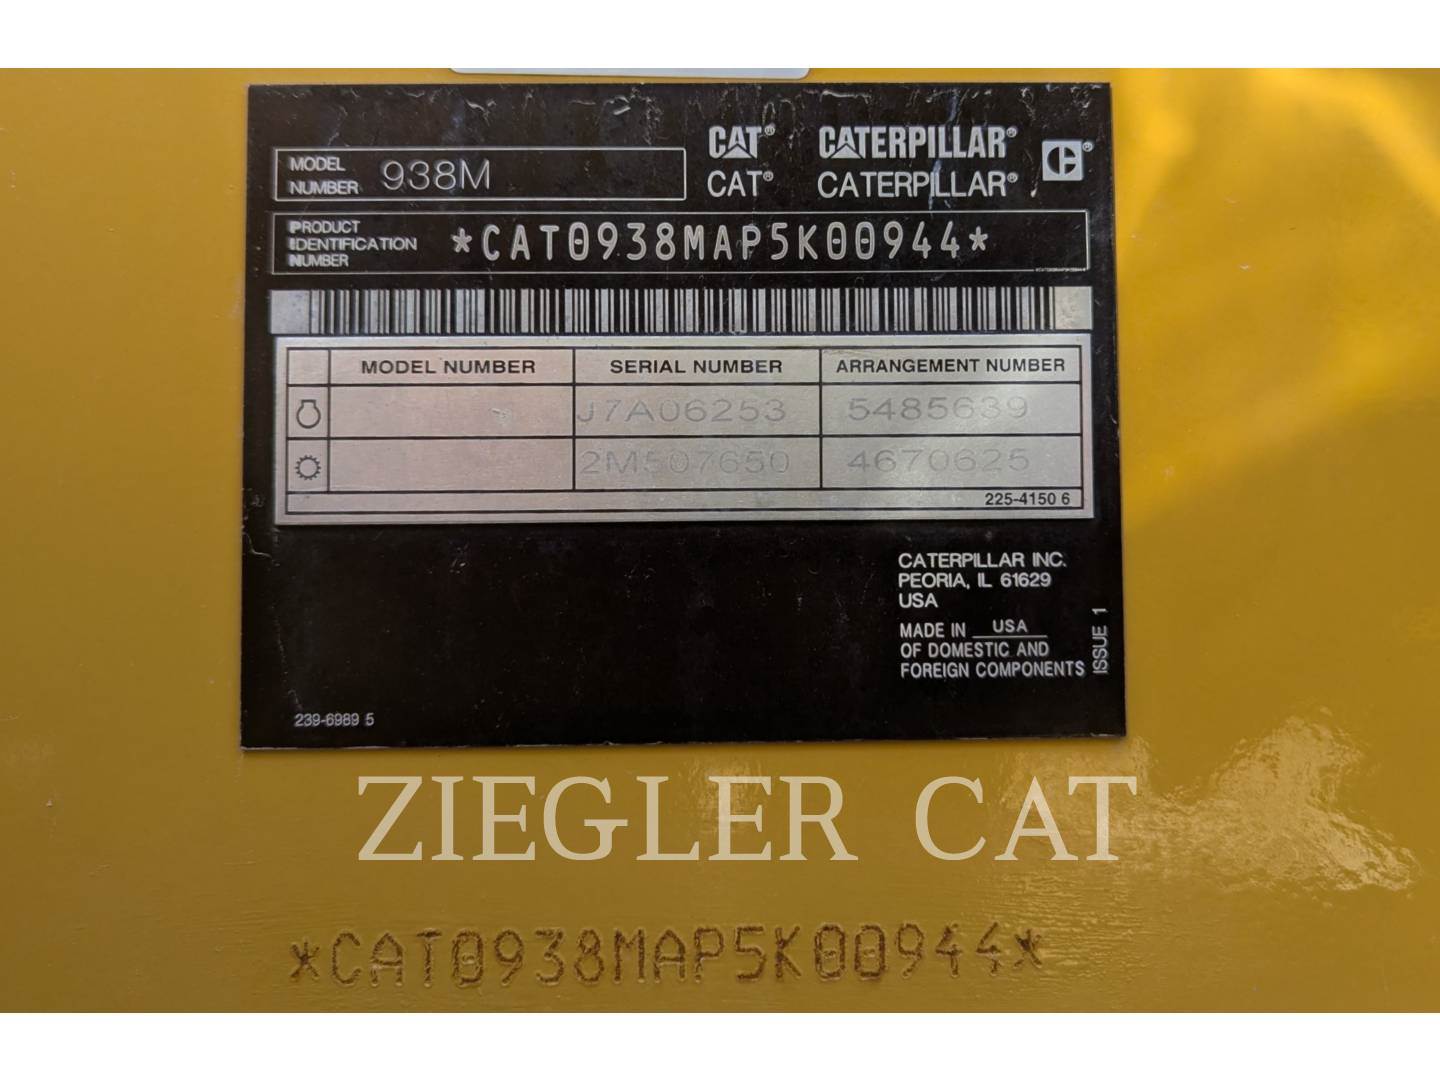 CAT® CATERPILLAR®
CAT® CATERPILLAR®
MODEL NUMBER 938M
PRODUCT IDENTIFICATION NUMBER *CAT0938MAP5K00944*
MODEL NUMBER SERIAL NUMBER ARRANGEMENT NUMBER
J7A06253 5485639
2M507650 4670625
225-4150 6
CATERPILLAR INC.
PEORIA, IL 61629
USA
MADE IN USA
OF DOMESTIC AND
FOREIGN COMPONENTS
ISSUE 1
239-6989 5
ZIEGLER CAT
*CAT0938MAP5K00944*